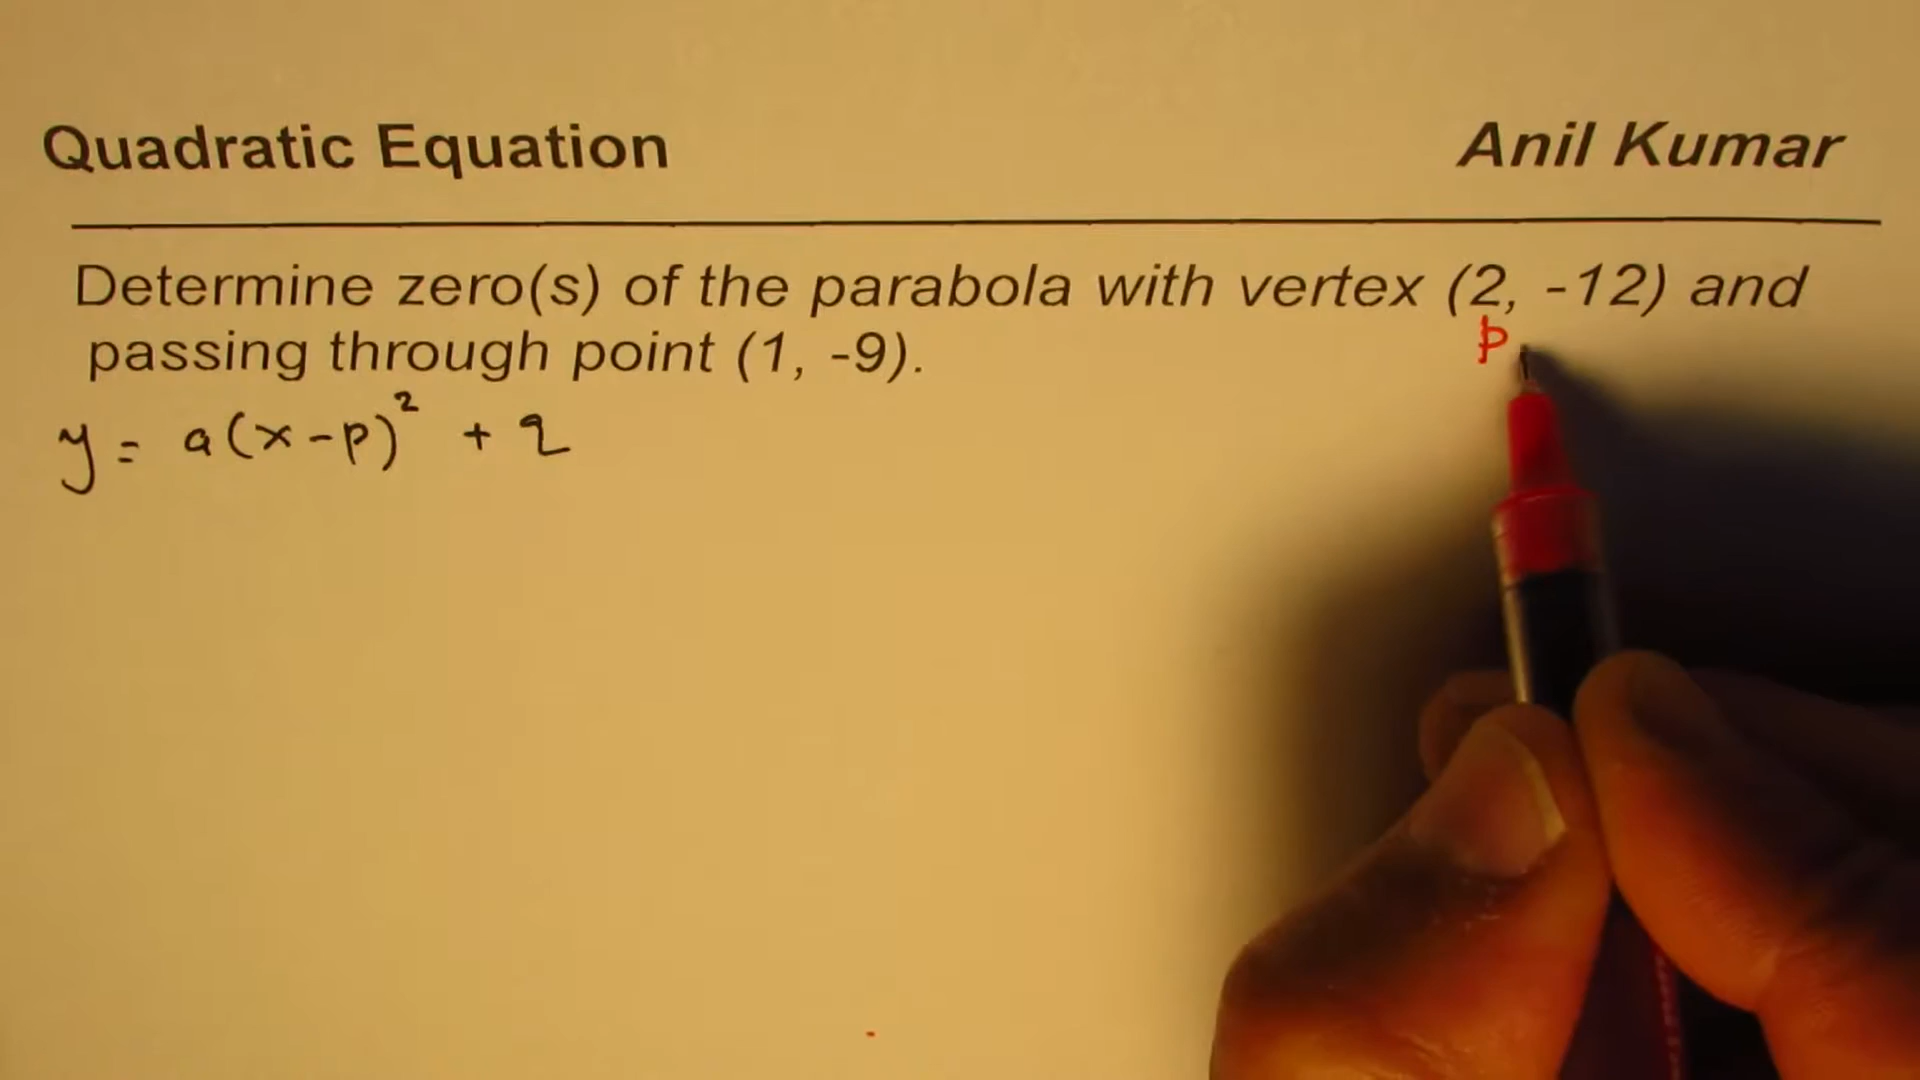 Quadratic Equation Anil Kumar
Determine zero(s) of the parabola with vertex (2, -12) and
p
passing through point (1, -9).
y = a(x-p)² + q